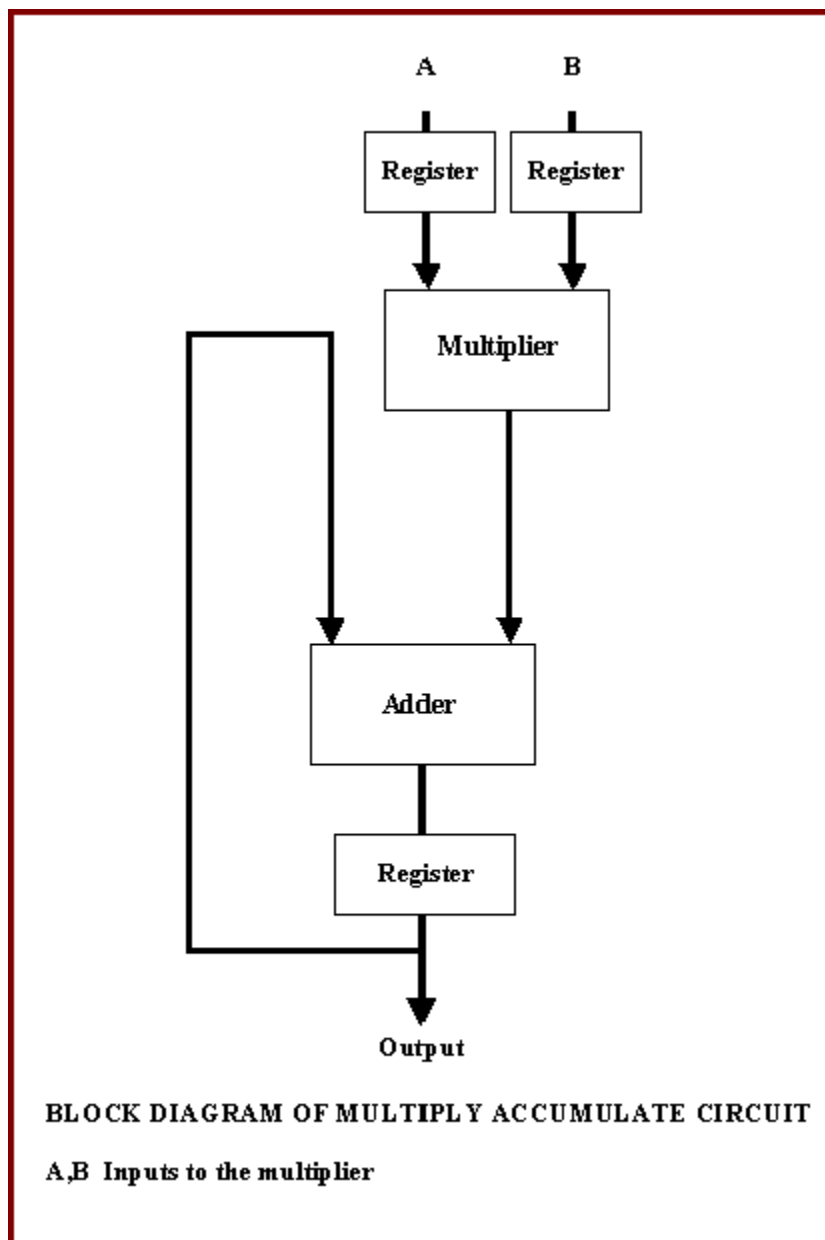 A B
Register Register
Multiplier
Adder
Register
Output
BLOCK DIAGRAM OF MULTIPLY ACCUMULATE CIRCUIT
A,B Inputs to the multiplier